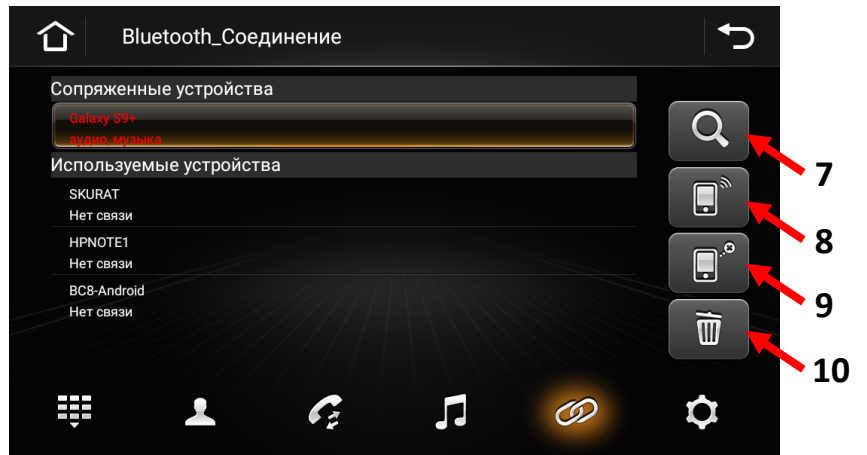 Bluetooth_Соединение
Сопряженные устройства
Galaxy S9+
аудио, музыка
Используемые устройства
SKURAT
Нет связи
HPNOTE1
Нет связи
BC8-Android
Нет связи
7
8
9
10